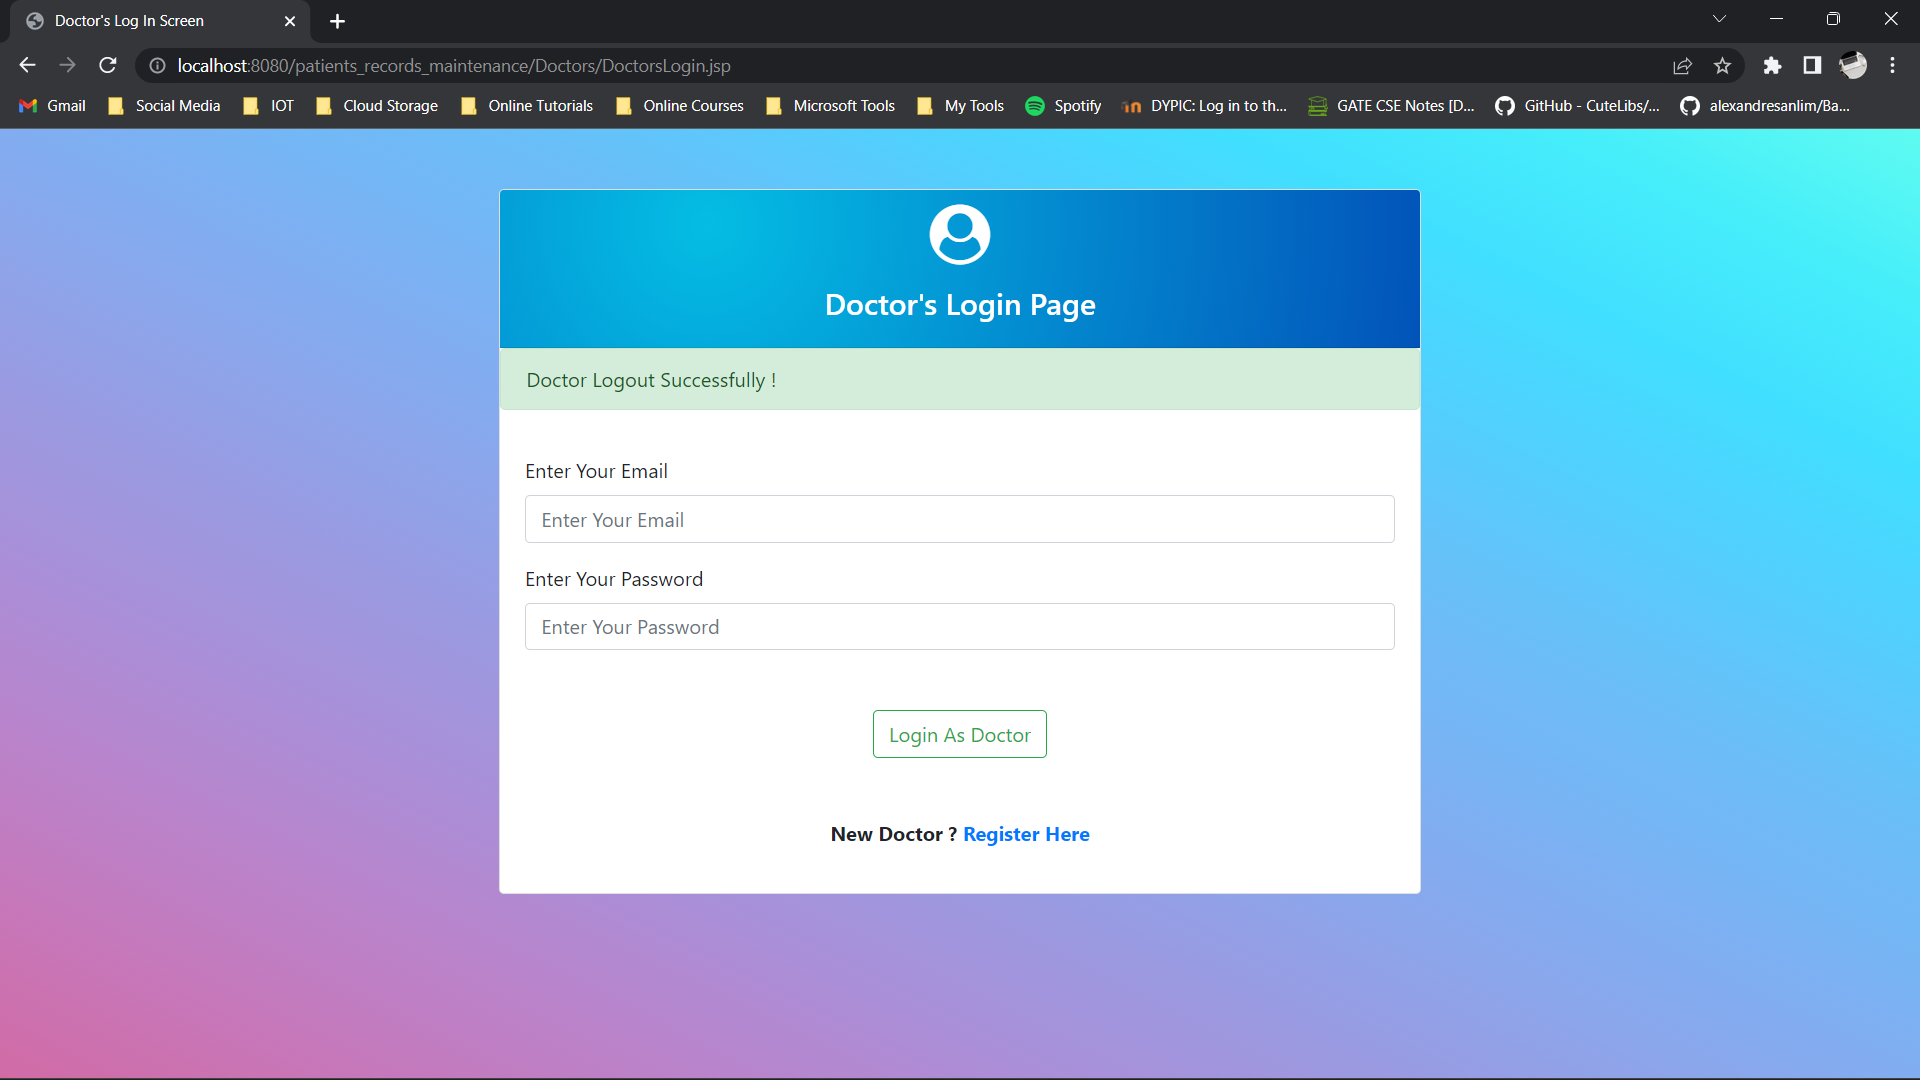 Doctor's Log In Screen
localhost:8080/patients_records_maintenance/Doctors/DoctorsLogin.jsp
Gmail Social Media IOT Cloud Storage Online Tutorials Online Courses Microsoft Tools My Tools Spotify DYPIC: Log in to th... GATE CSE Notes [D... GitHub - CuteLibs/... alexandresanlim/Ba...
Doctor's Login Page
Doctor Logout Successfully !
Enter Your Email
Enter Your Email
Enter Your Password
Enter Your Password
Login As Doctor
New Doctor ? Register Here